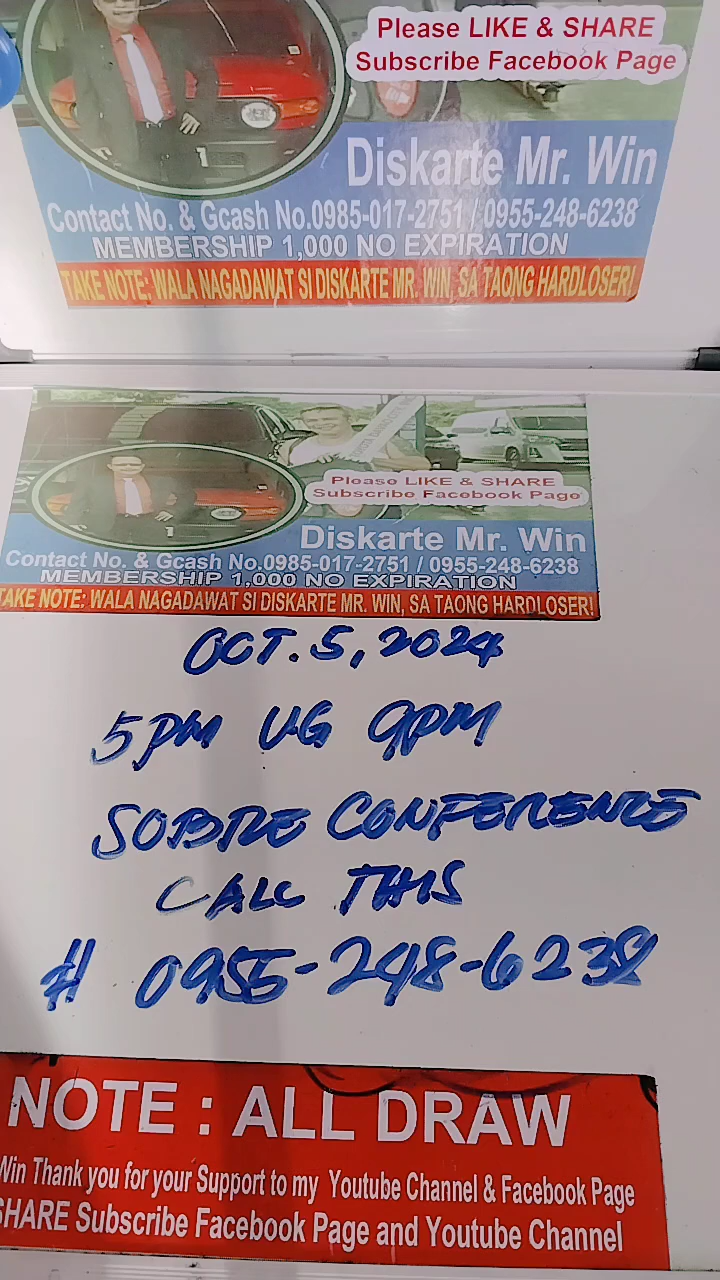 Please LIKE & SHARE
Subscribe Facebook Page
Diskarte Mr. Win
Contact No. & Gcash No.0985-017-2751 / 0955-248-6238
MEMBERSHIP 1,000 NO EXPIRATION
TAKE NOTE: WALA NAGADAWAT SI DISKARTE MR. WIN, SA TAONG HARDLOSER!
Please LIKE & SHARE
Subscribe Facebook Page
Diskarte Mr. Win
Contact No. & Gcash No.0985-017-2751 / 0955-248-6238
MEMBERSHIP 1,000 NO EXPIRATION
TAKE NOTE: WALA NAGADAWAT SI DISKARTE MR. WIN, SA TAONG HARDLOSER!
OCT. 5, 2024
5PM UG 9PM
SOBRE CONFERENCE
CALL THIS
# 0955-248-6238
NOTE : ALL DRAW
Win Thank you for your Support to my Youtube Channel & Facebook Page
SHARE Subscribe Facebook Page and Youtube Channel